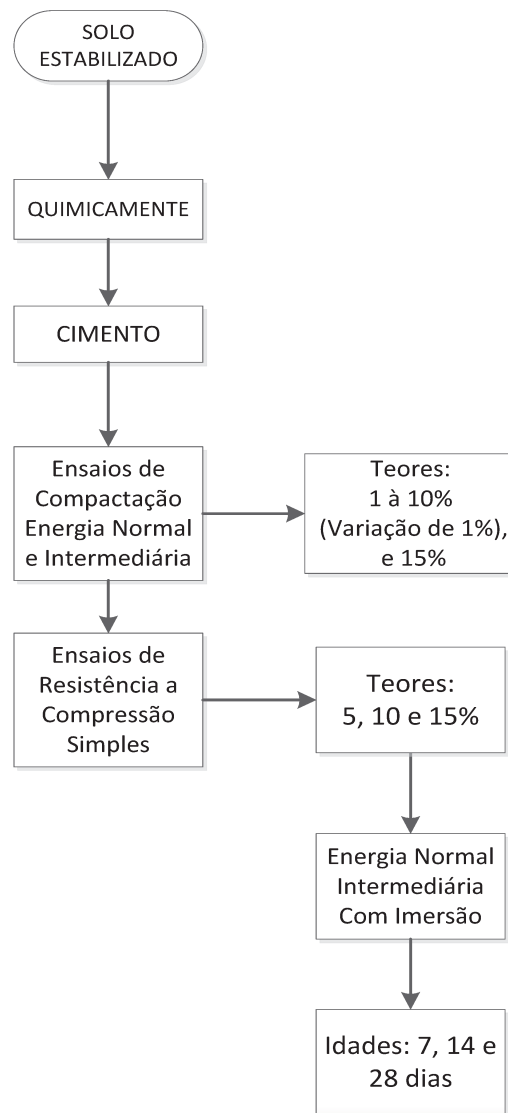 SOLO
ESTABILIZADO
QUIMICAMENTE
CIMENTO
Ensaios de
Compactação
Energia Normal
e Intermediária
Teores:
1 à 10%
(Variação de 1%),
e 15%
Ensaios de
Resistência a
Compressão
Simples
Teores:
5, 10 e 15%
Energia Normal
Intermediária
Com Imersão
Idades: 7, 14 e
28 dias